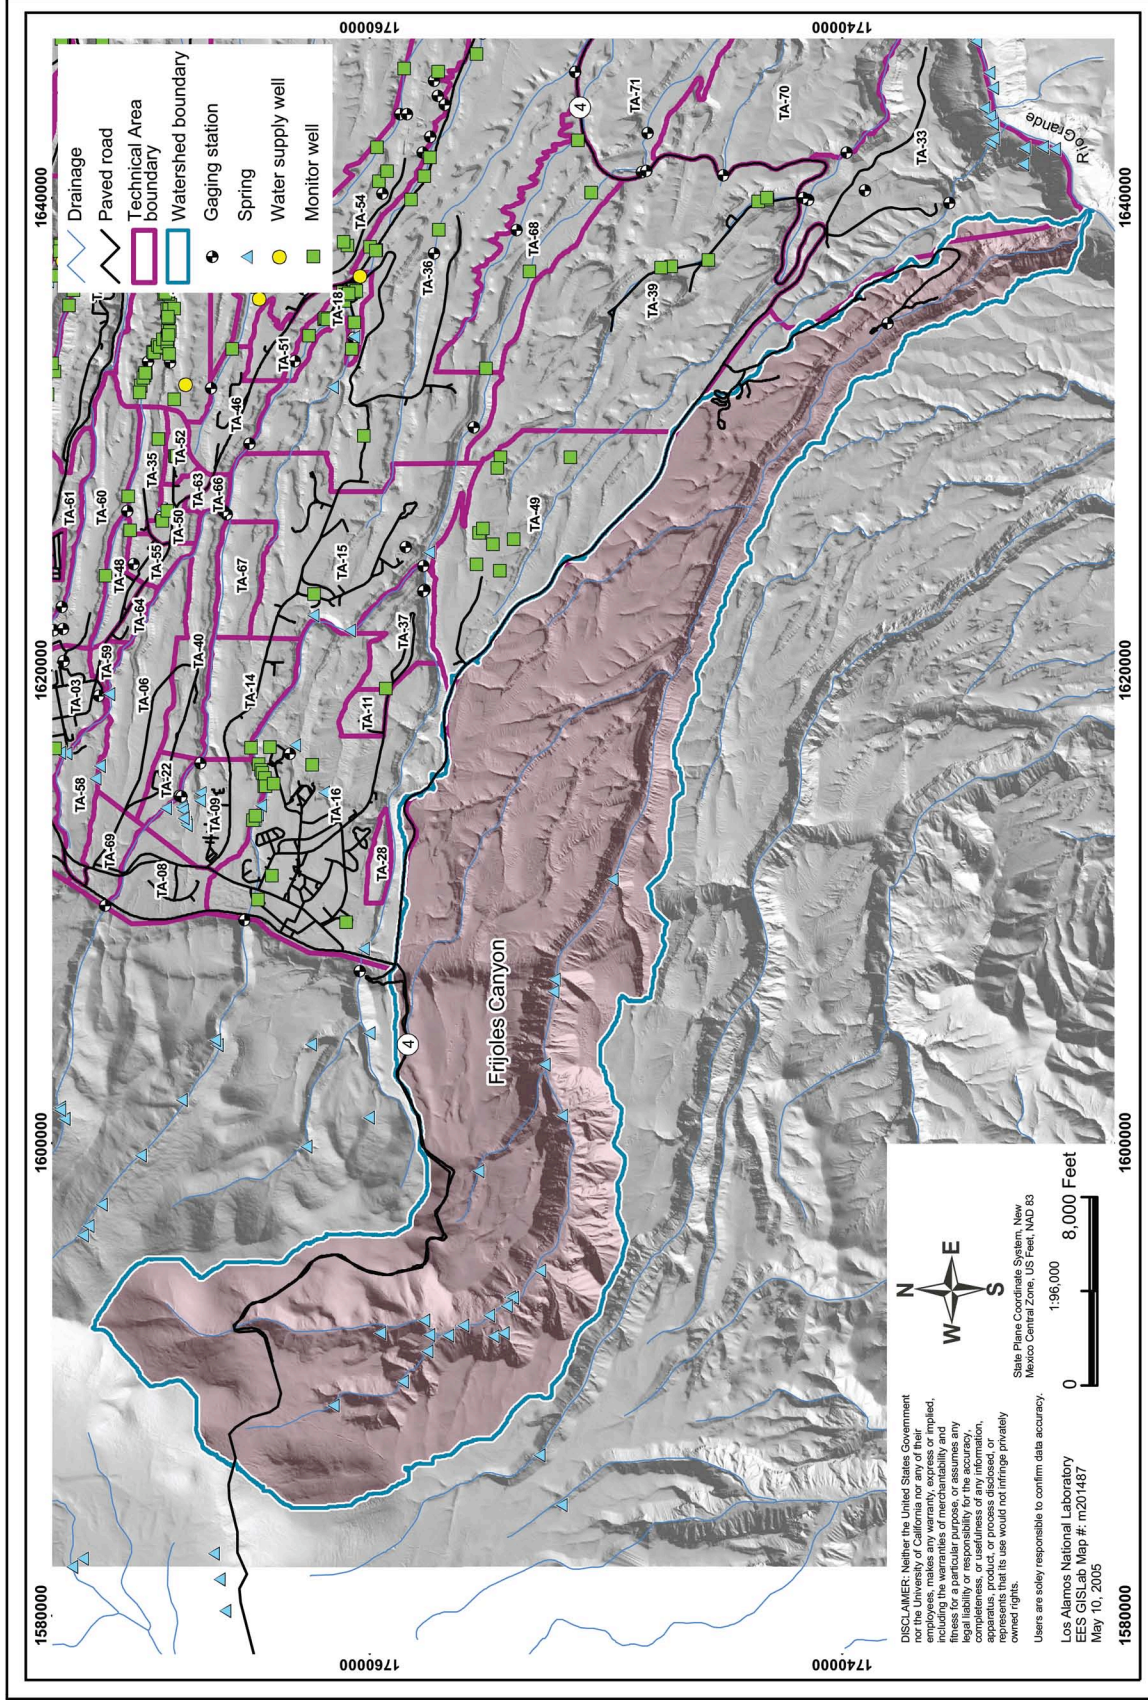 1580000
1600000
1620000
1640000
1760000
1740000
1760000
1740000
1580000
1600000
1620000
1640000
Drainage
Paved road
Technical Area
boundary
Watershed boundary
Gaging station
Spring
Water supply well
Monitor well
TA-58
TA-03
TA-59
TA-64
TA-48
TA-60
TA-61
TA-55
TA-50
TA-35
TA-52
TA-63
TA-66
TA-46
TA-51
TA-18
TA-54
TA-36
TA-69
TA-08
TA-22
TA-06
TA-40
TA-67
TA-09
TA-14
TA-15
TA-16
TA-11
TA-37
TA-28
TA-49
TA-39
TA-68
TA-71
TA-70
TA-33
4
4
Rio Grande
Frijoles Canyon
N
W
E
S
State Plane Coordinate System, New
Mexico Central Zone, US Feet, NAD 83
1:96,000
0
8,000 Feet
DISCLAIMER: Neither the United States Government
nor the University of California nor any of their
employees, makes any warranty, express or implied,
including the warranties of merchantability and
fitness for a particular purpose, or assumes any
legal liability or responsibility for the accuracy,
completeness, or usefulness of any information,
apparatus, product, or process disclosed, or
represents that its use would not infringe privately
owned rights.
Users are soley responsible to confirm data accuracy.
Los Alamos National Laboratory
EES GISLab Map #: m201487
May 10, 2005